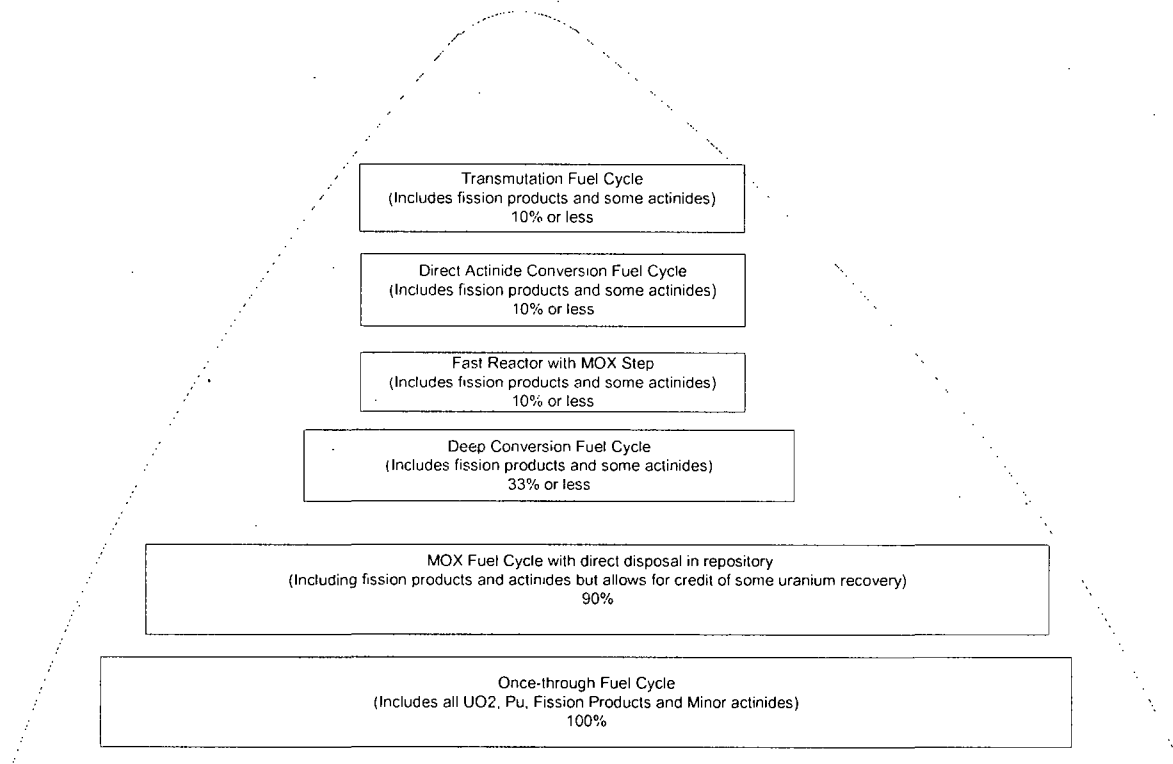 Transmutation Fuel Cycle
(Includes fission products and some actinides)
10% or less
Direct Actinide Conversion Fuel Cycle
(Includes fission products and some actinides)
10% or less
Fast Reactor with MOX Step
(Includes fission products and some actinides)
10% or less
Deep Conversion Fuel Cycle
(Includes fission products and some actinides)
33% or less
MOX Fuel Cycle with direct disposal in repository
(Including fission products and actinides but allows for credit of some uranium recovery)
90%
Once-through Fuel Cycle
(Includes all UO2, Pu, Fission Products and Minor actinides)
100%